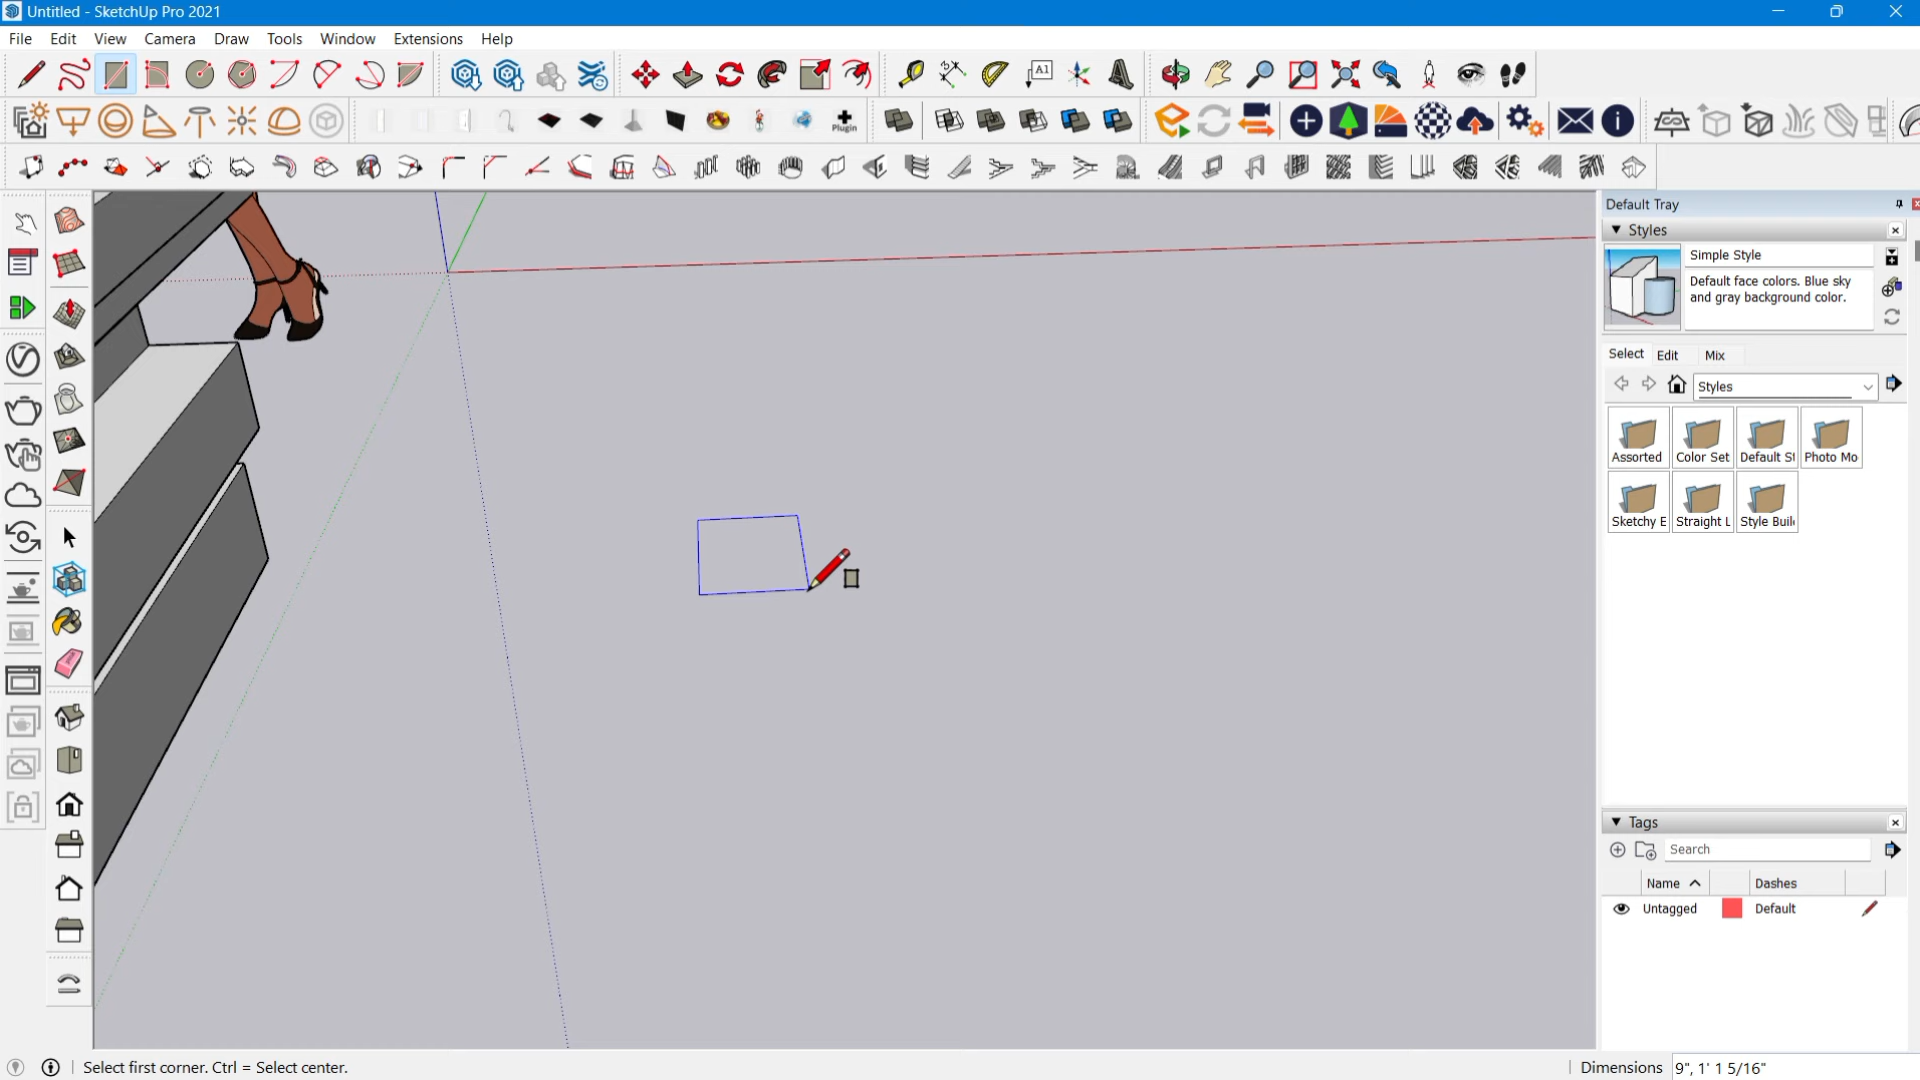 Untitled - SketchUp Pro 2021
File Edit View Camera Draw Tools Window Extensions Help
A1
Plugin
Default Tray
Styles
Simple Style
Default face colors. Blue sky
and gray background color.
Select Edit Mix
Styles
Assorted Color Set Default St Photo Mo
Sketchy E Straight L Style Buil
Tags
Search
Name Dashes
Untagged Default
Select first corner. Ctrl = Select center.
Dimensions 9", 1' 1 5/16"